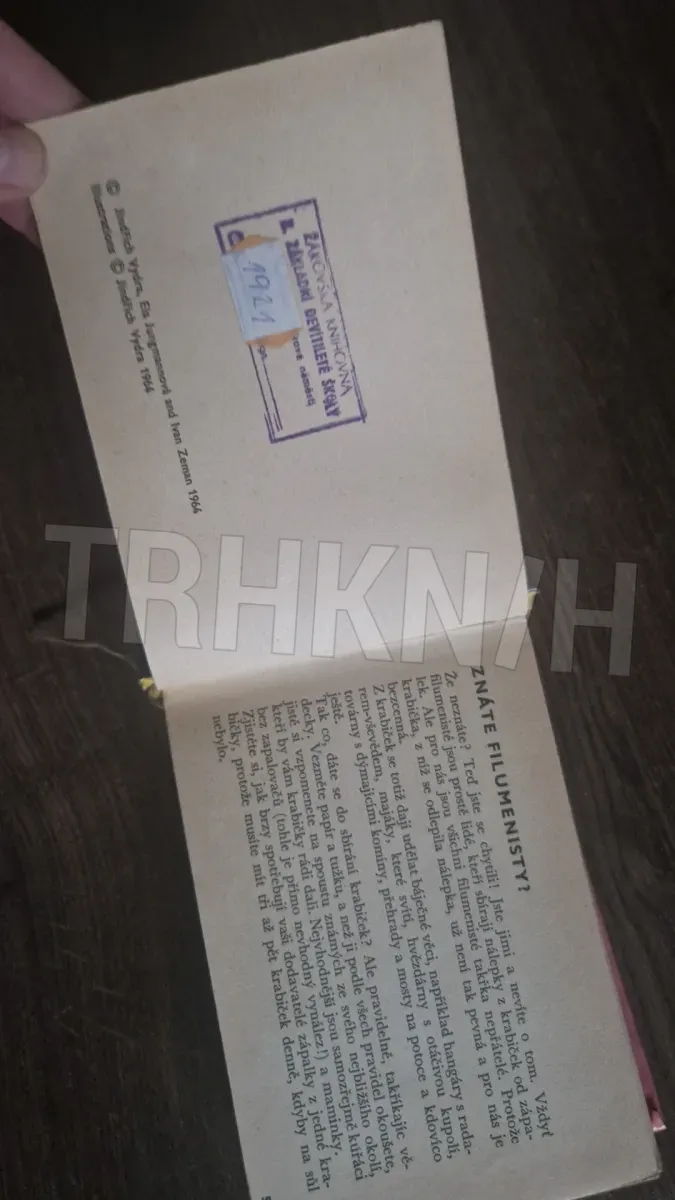 ŽÁKOVSKÁ KNIHOVNA
ZÁKLADNÍ DEVÍTILETÉ ŠKOLY
náměstí
1921
© Jindřich Vydra, Ela Jungmannová and Ivan Zeman 1964
Illustrations © Jindřich Vydra 1964
TRHKNIH
ZNÁTE FILUMENISTY?
Že neznáte? Teď jste se chytili! Jste jimi a nevíte o tom. Vždyť
filumenisté jsou prostě lidé, kteří sbírají nálepky z krabiček od zápa-
lek. Ale pro nás jsou všichni filumenisté takřka nepřátelé. Protože
krabička, z níž se odlepila nálepka, už není tak pevná a pro nás je
bezcenná.
Z krabiček se totiž dají udělat báječné věci, například hangáry s rada-
rem-vševědem, majáky, které svítí, hvězdárny s otáčivou kupolí,
továrny s dýmajícími komíny, přehrady a mosty na potoce a kdovíco
ještě.
Tak co, dáte se do sbírání krabiček? Ale pravidelně, takříkajíc vě-
decky. Vezměte papír a tužku, a než ji podle všech pravidel okoušete,
jistě si vzpomenete na spoustu známých ze svého nejbližšího okolí,
kteří by vám krabičky rádi dali. Nejvhodnější jsou samozřejmě kuřáci
bez zapalovačů (tohle je přímo nevhodný vynález!) a maminky.
Zjistěte si, jak brzy spotřebují vaši dodavatelé zápalky z jedné kra-
bičky, protože musíte mít tři až pět krabiček denně, kdyby na sůl
nebylo.